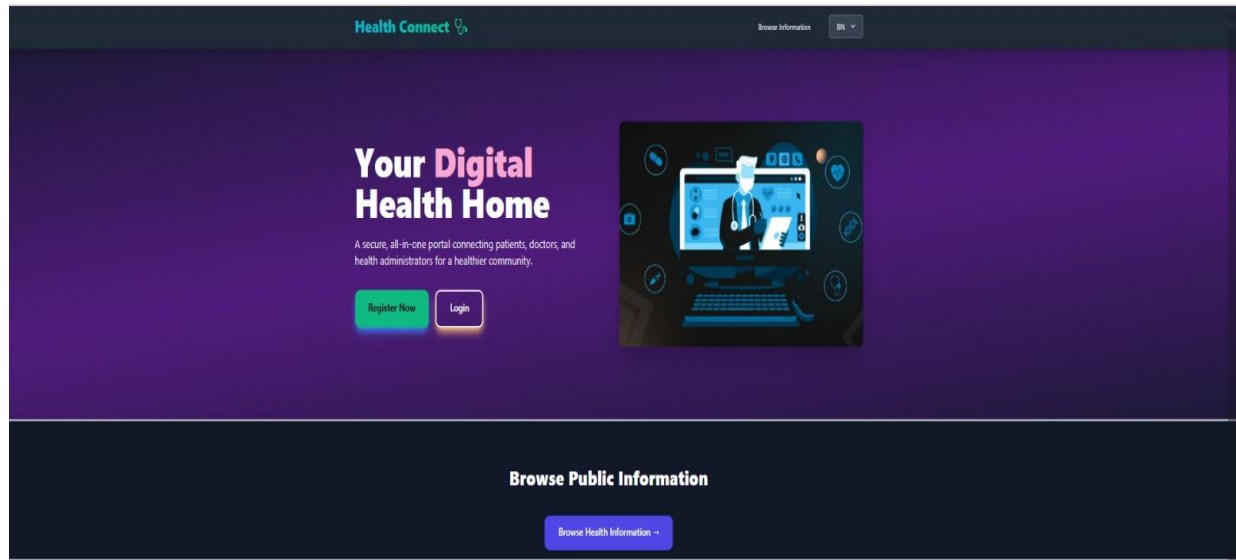 Health Connect
Browse Information
BN
Your Digital
Health Home
A secure, all-in-one portal connecting patients, doctors, and
health administrators for a healthier community.
Register Now
Login
Browse Public Information
Browse Health Information →